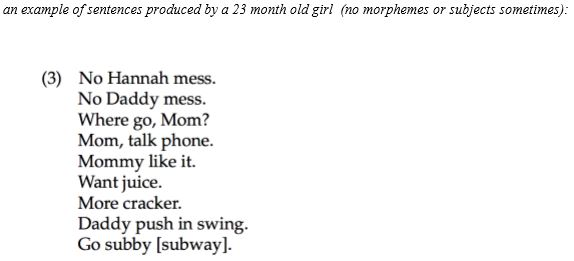 an example of sentences produced by a 23 month old girl (no morphemes or subjects sometimes):
(3) No Hannah mess.
No Daddy mess.
Where go, Mom?
Mom, talk phone.
Mommy like it.
Want juice.
More cracker.
Daddy push in swing.
Go subby [subway].